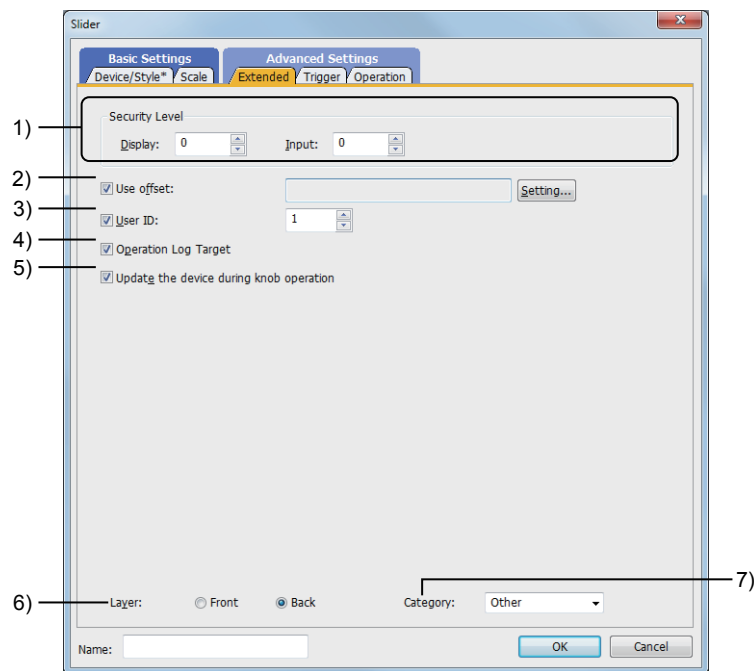 Slider
Basic Settings Advanced Settings
Device/Style* Scale Extended Trigger Operation
1) Security Level
Display: 0 Input: 0
2) Use offset: Setting...
3) User ID: 1
4) Operation Log Target
5) Update the device during knob operation
7)
6) Layer: Front Back Category: Other
Name: OK Cancel